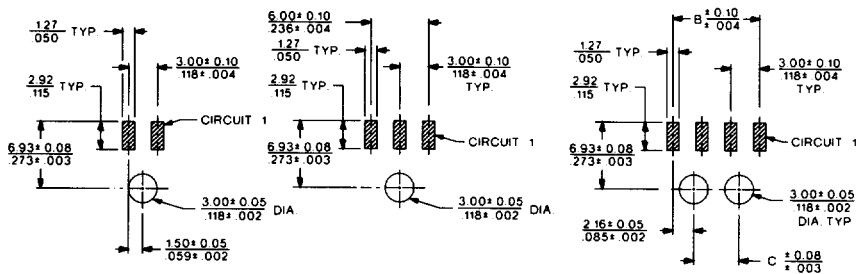 1.27
.050 TYP.
3.00± 0.10
.118± .004
2.92
.115 TYP.
CIRCUIT 1
6.93± 0.08
.273± .003
3.00± 0.05
.118± .002 DIA.
1.50± 0.05
.059± .002
6.00± 0.10
.236± .004
1.27
.050 TYP.
3.00± 0.10
.118± .004
TYP.
2.92
.115 TYP.
CIRCUIT 1
6.93± 0.08
.273± .003
3.00± 0.05
.118± .002 DIA.
B ± 0.10
± .004
1.27
.050 TYP.
3.00± 0.10
.118± .004
TYP.
2.92
.115 TYP.
CIRCUIT 1
6.93± 0.08
.273± .003
3.00± 0.05
.118± .002
DIA. TYP
2.16± 0.05
.085± .002
C ± 0.08
± .003